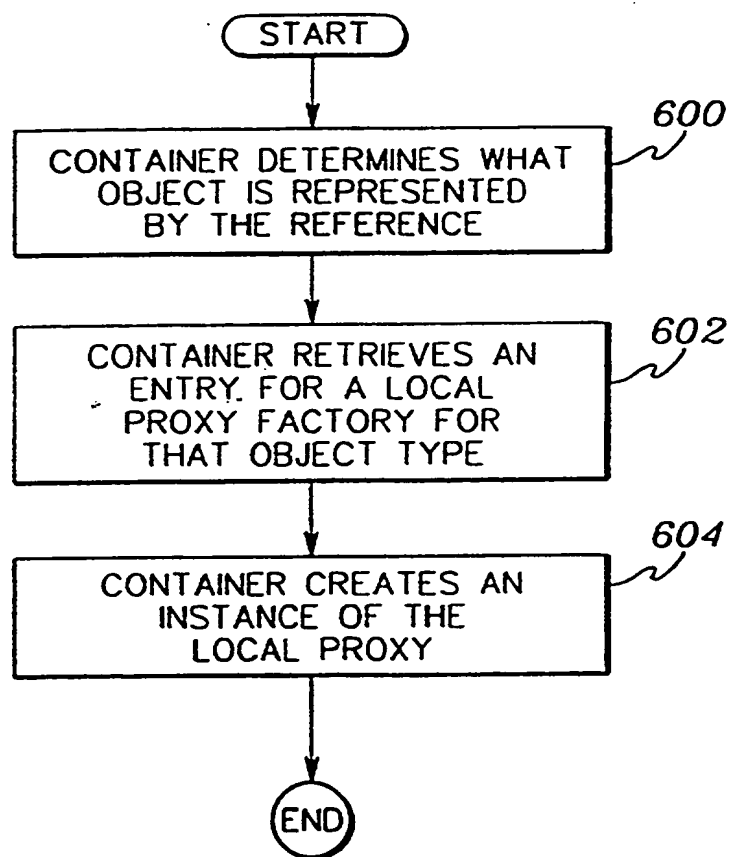 START
600
CONTAINER DETERMINES WHAT
OBJECT IS REPRESENTED
BY THE REFERENCE
602
CONTAINER RETRIEVES AN
ENTRY. FOR A LOCAL
PROXY FACTORY FOR
THAT OBJECT TYPE
604
CONTAINER CREATES AN
INSTANCE OF THE
LOCAL PROXY
END